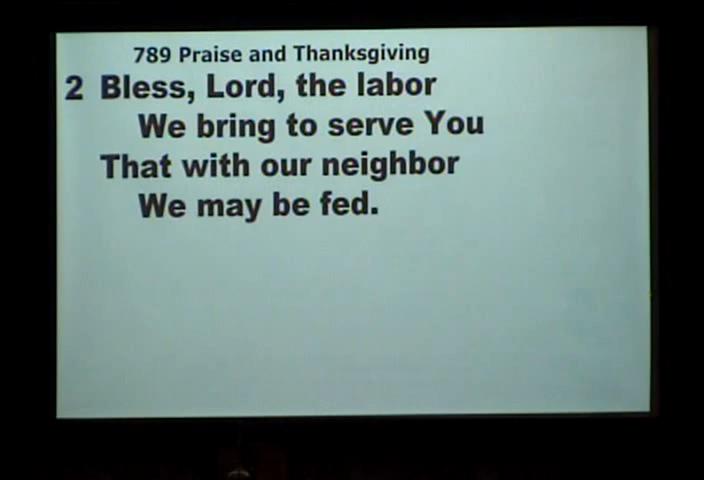 789 Praise and Thanksgiving
2 Bless, Lord, the labor
We bring to serve You
That with our neighbor
We may be fed.